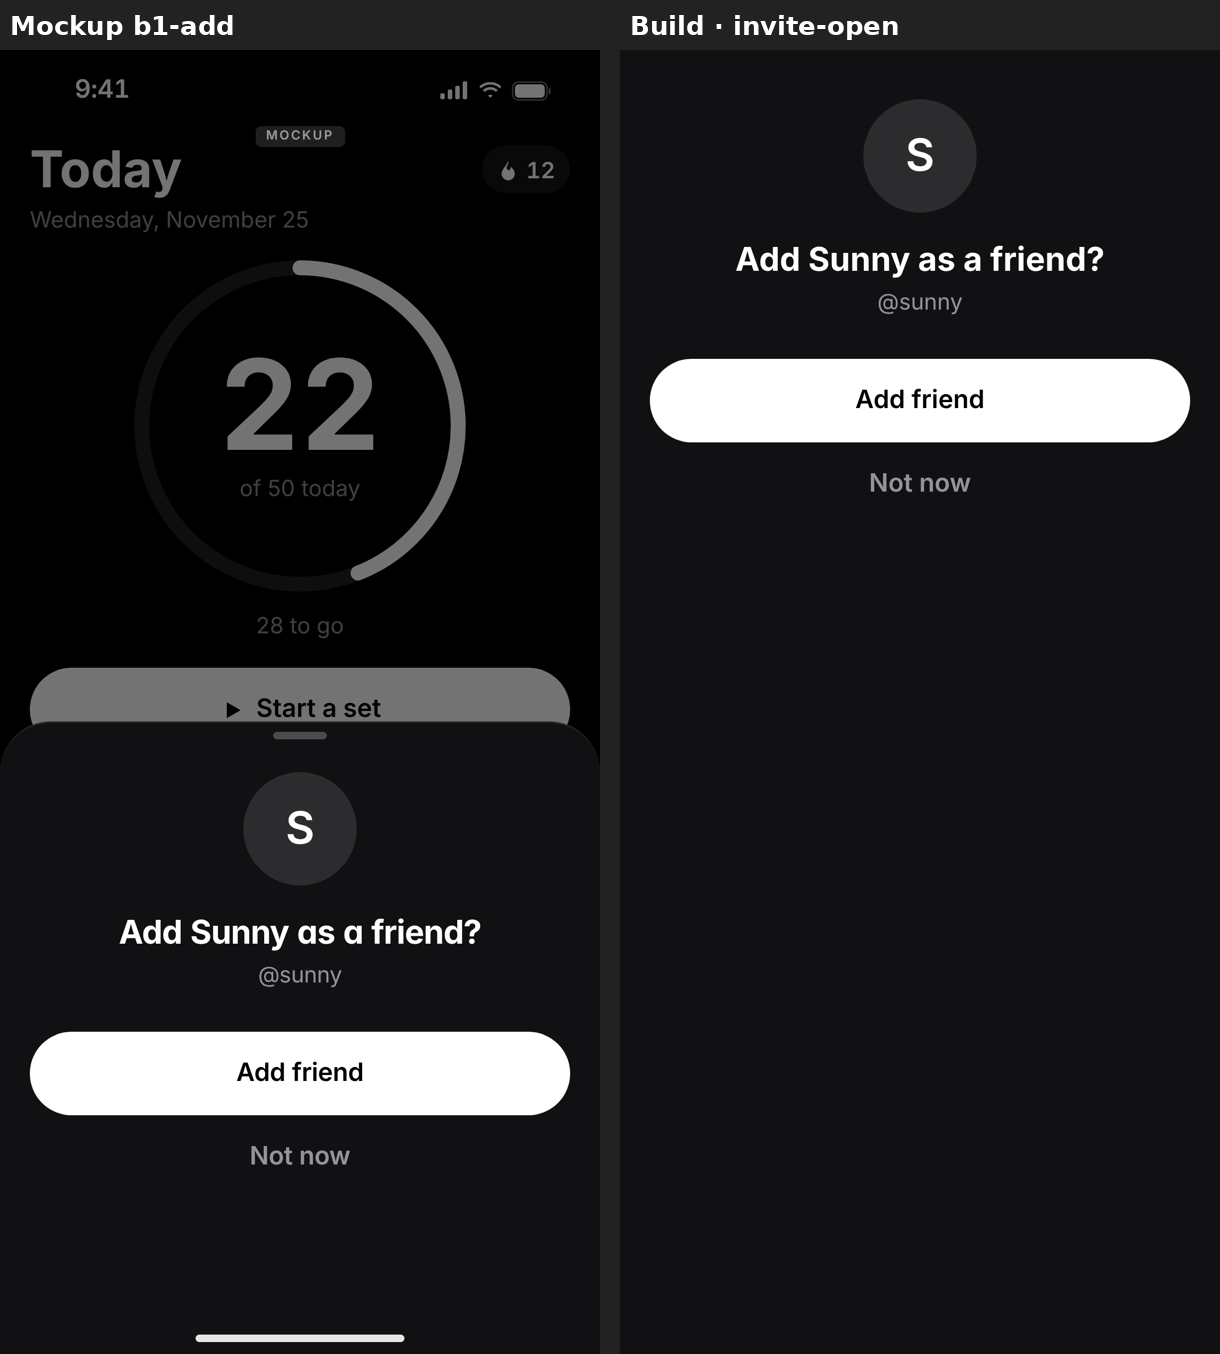 Mockup b1-add
9:41
MOCKUP
Today
12
Wednesday, November 25
22
of 50 today
28 to go
Start a set
S
Add Sunny as a friend?
@sunny
Add friend
Not now
Build · invite-open
S
Add Sunny as a friend?
@sunny
Add friend
Not now